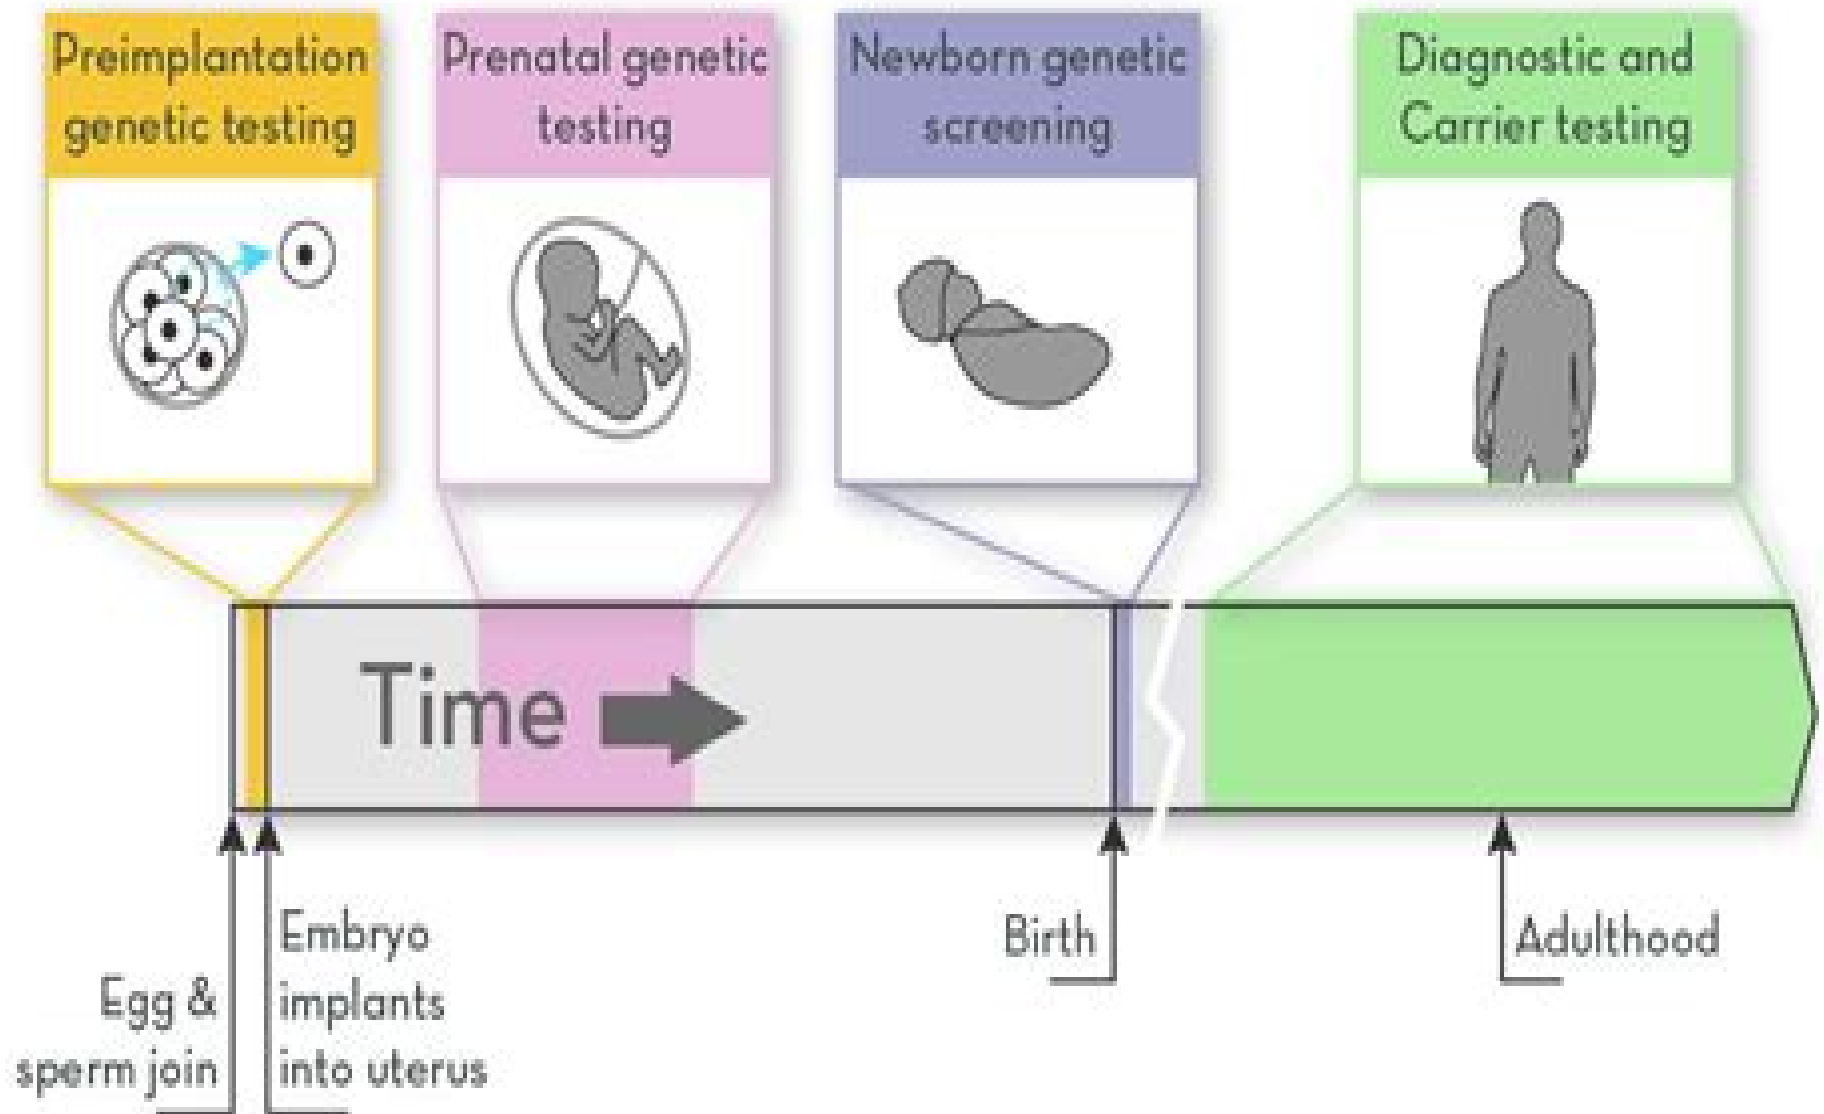 Preimplantation
genetic testing
Prenatal genetic
testing
Newborn genetic
screening
Diagnostic and
Carrier testing
Time
Egg &
sperm join
Embryo
implants
into uterus
Birth
Adulthood